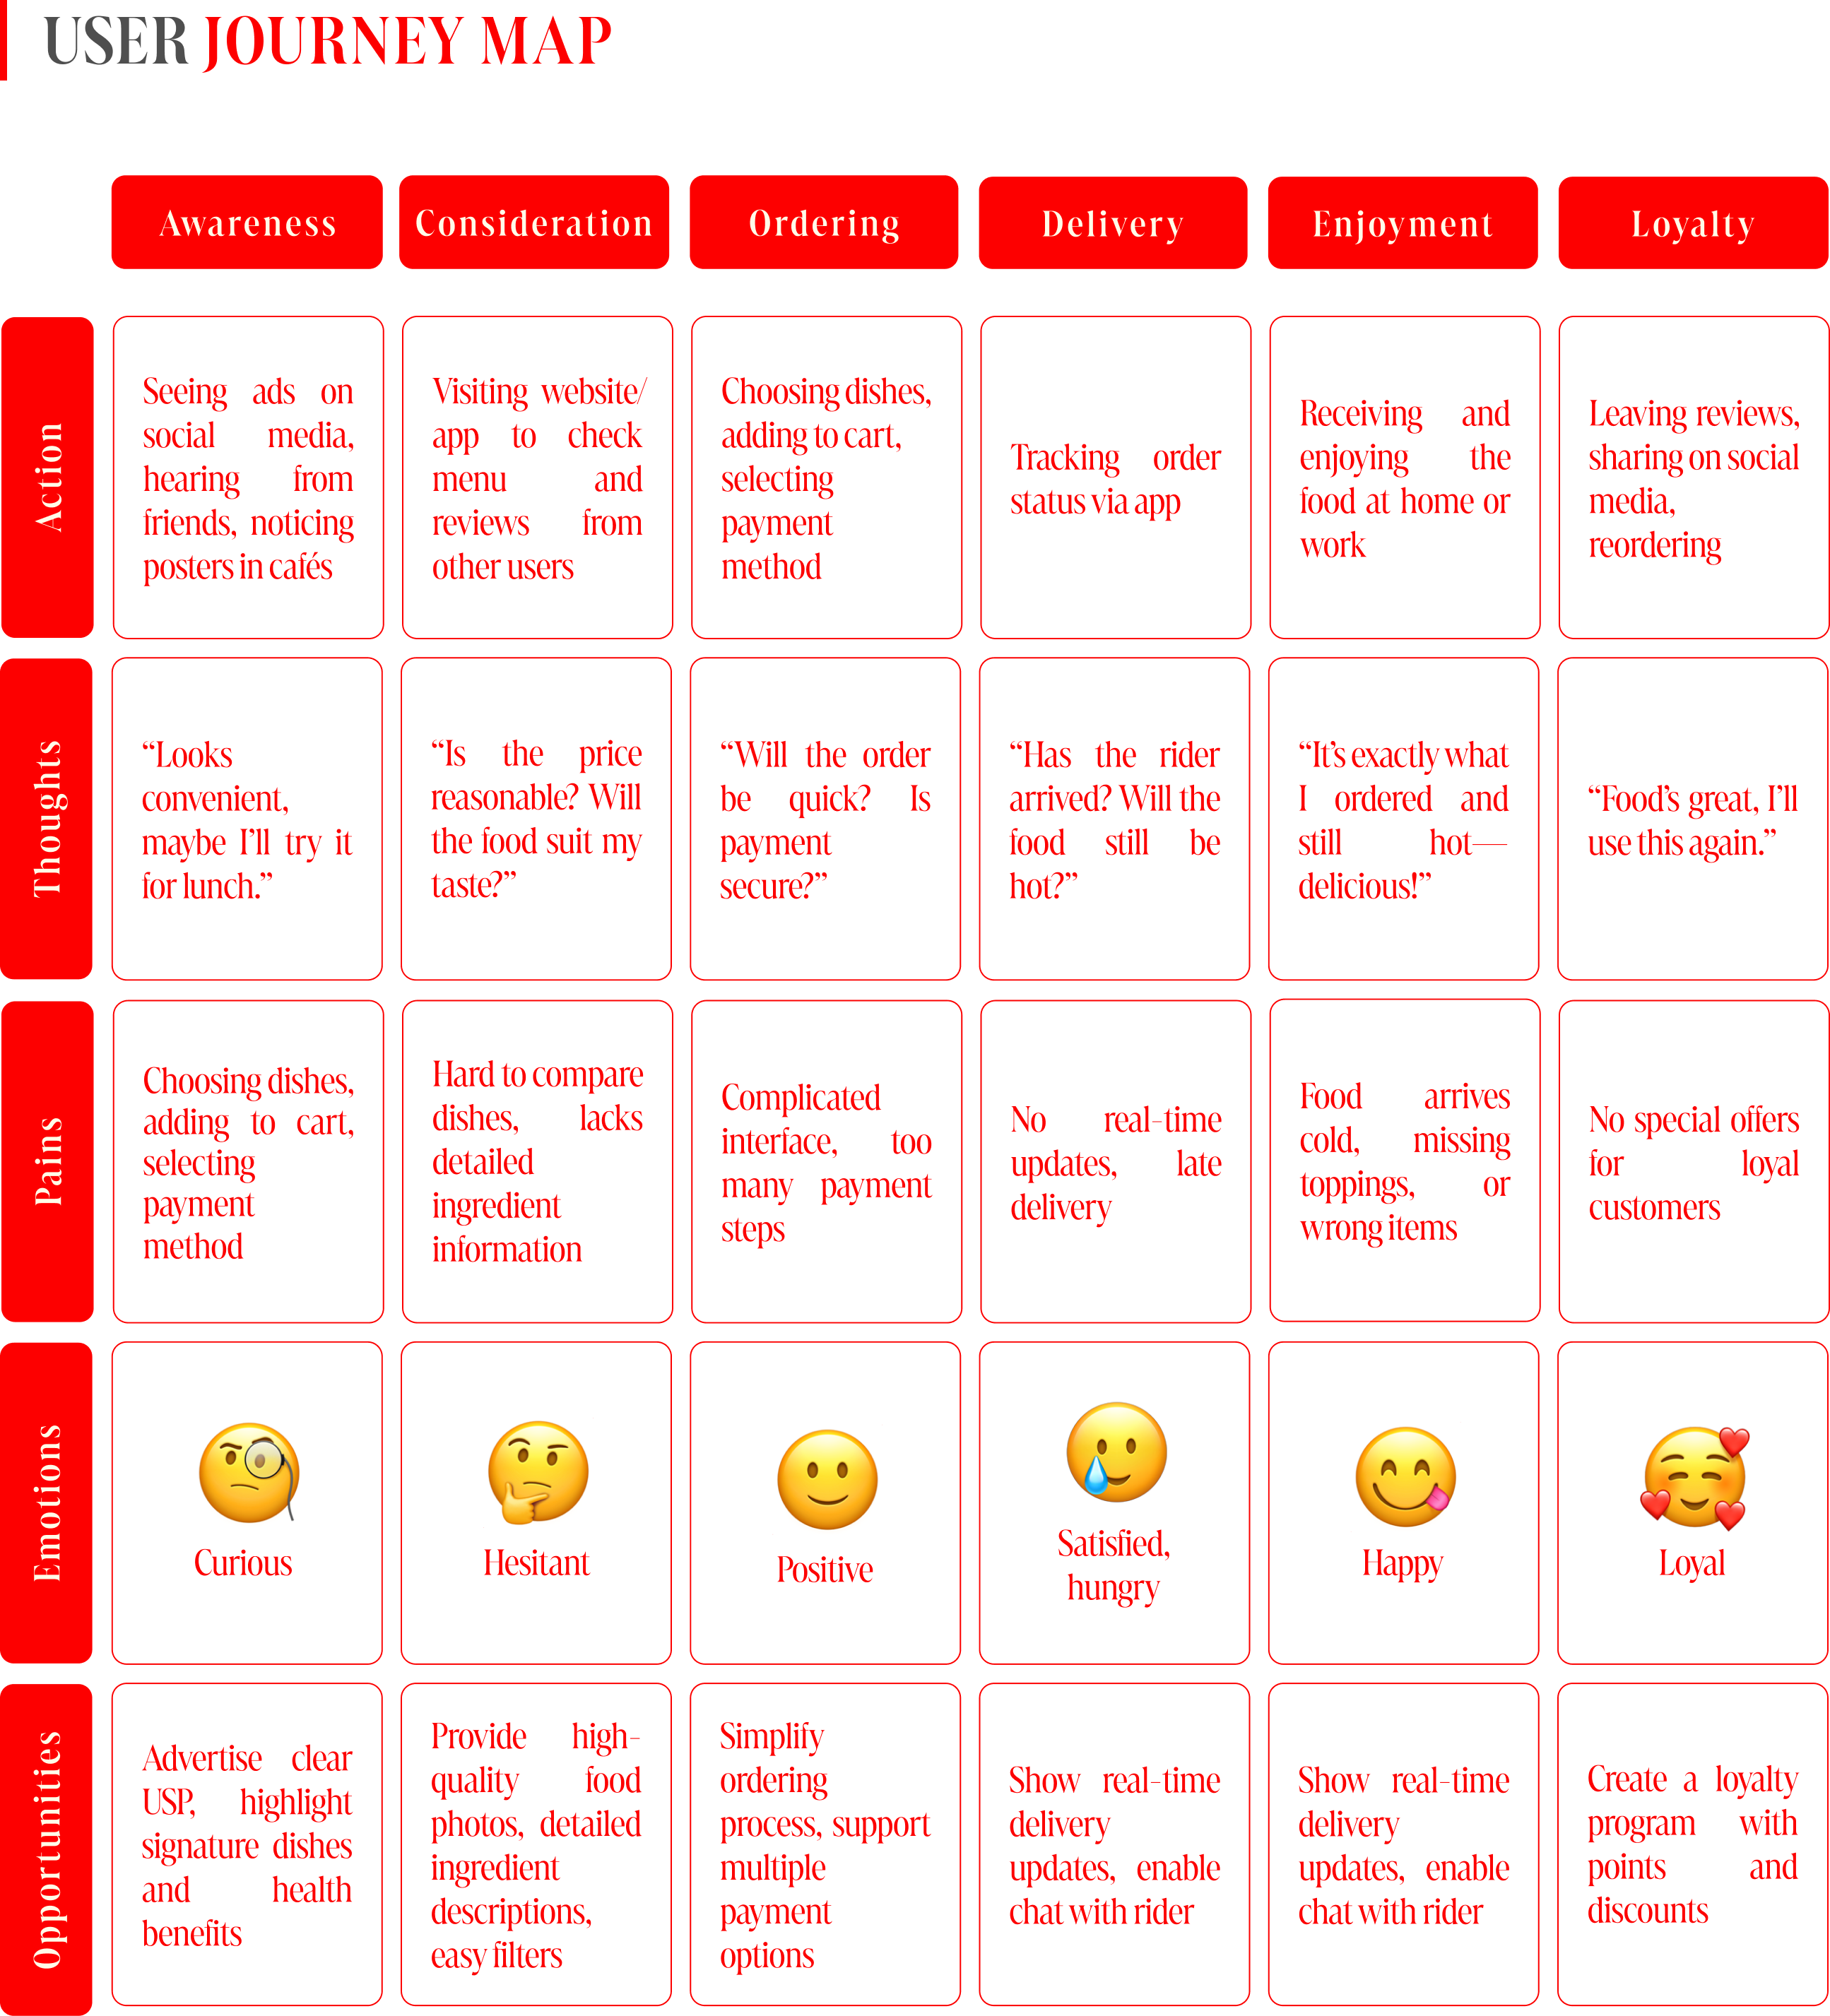 USER JOURNEY MAP
Awareness
Consideration
Ordering
Delivery
Enjoyment
Loyalty
Action
Seeing ads on
social media,
hearing from
friends, noticing
posters in cafés
Visiting website/
app to check
menu and
reviews from
other users
Choosing dishes,
adding to cart,
selecting
payment
method
Tracking order
status via app
Receiving and
enjoying the
food at home or
work
Leaving reviews,
sharing on social
media,
reordering
Thoughts
“Looks
convenient,
maybe I’ll try it
for lunch.”
“Is the price
reasonable? Will
the food suit my
taste?”
“Will the order
be quick? Is
payment
secure?”
“Has the rider
arrived? Will the
food still be
hot?”
“It’s exactly what
I ordered and
still hot—
delicious!”
“Food’s great, I’ll
use this again.”
Pains
Choosing dishes,
adding to cart,
selecting
payment
method
Hard to compare
dishes, lacks
detailed
ingredient
information
Complicated
interface, too
many payment
steps
No real-time
updates, late
delivery
Food arrives
cold, missing
toppings, or
wrong items
No special offers
for loyal
customers
Emotions
Curious
Hesitant
Positive
Satisfied,
hungry
Happy
Loyal
Opportunities
Advertise clear
USP, highlight
signature dishes
and health
benefits
Provide high-
quality food
photos, detailed
ingredient
descriptions,
easy filters
Simplify
ordering
process, support
multiple
payment
options
Show real-time
delivery
updates, enable
chat with rider
Show real-time
delivery
updates, enable
chat with rider
Create a loyalty
program with
points and
discounts